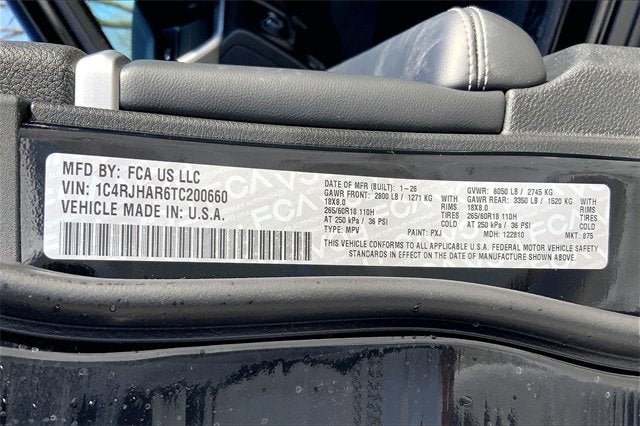 MFD BY: FCA US LLC
VIN: 1C4RJHAR6TC200660
VEHICLE MADE IN: U.S.A.
DATE OF MFR (BUILT): 1-26
GAWR FRONT: 2800 LB / 1271 KG
18X8.0 RIMS
265/60R18 110H TIRES
AT 250 kPa / 36 PSI COLD
TYPE: MPV
PAINT: PXJ
GVWR: 6050 LB / 2745 KG
GAWR REAR: 3350 LB / 1520 KG
18X8.0 RIMS
265/60R18 110H TIRES
AT 250 kPa / 36 PSI COLD
MDH: 122810
MKT: 875
THIS VEHICLE CONFORMS TO ALL APPLICABLE U.S.A. FEDERAL MOTOR VEHICLE SAFETY
STANDARDS IN EFFECT ON THE DATE OF MANUFACTURE SHOWN ABOVE.